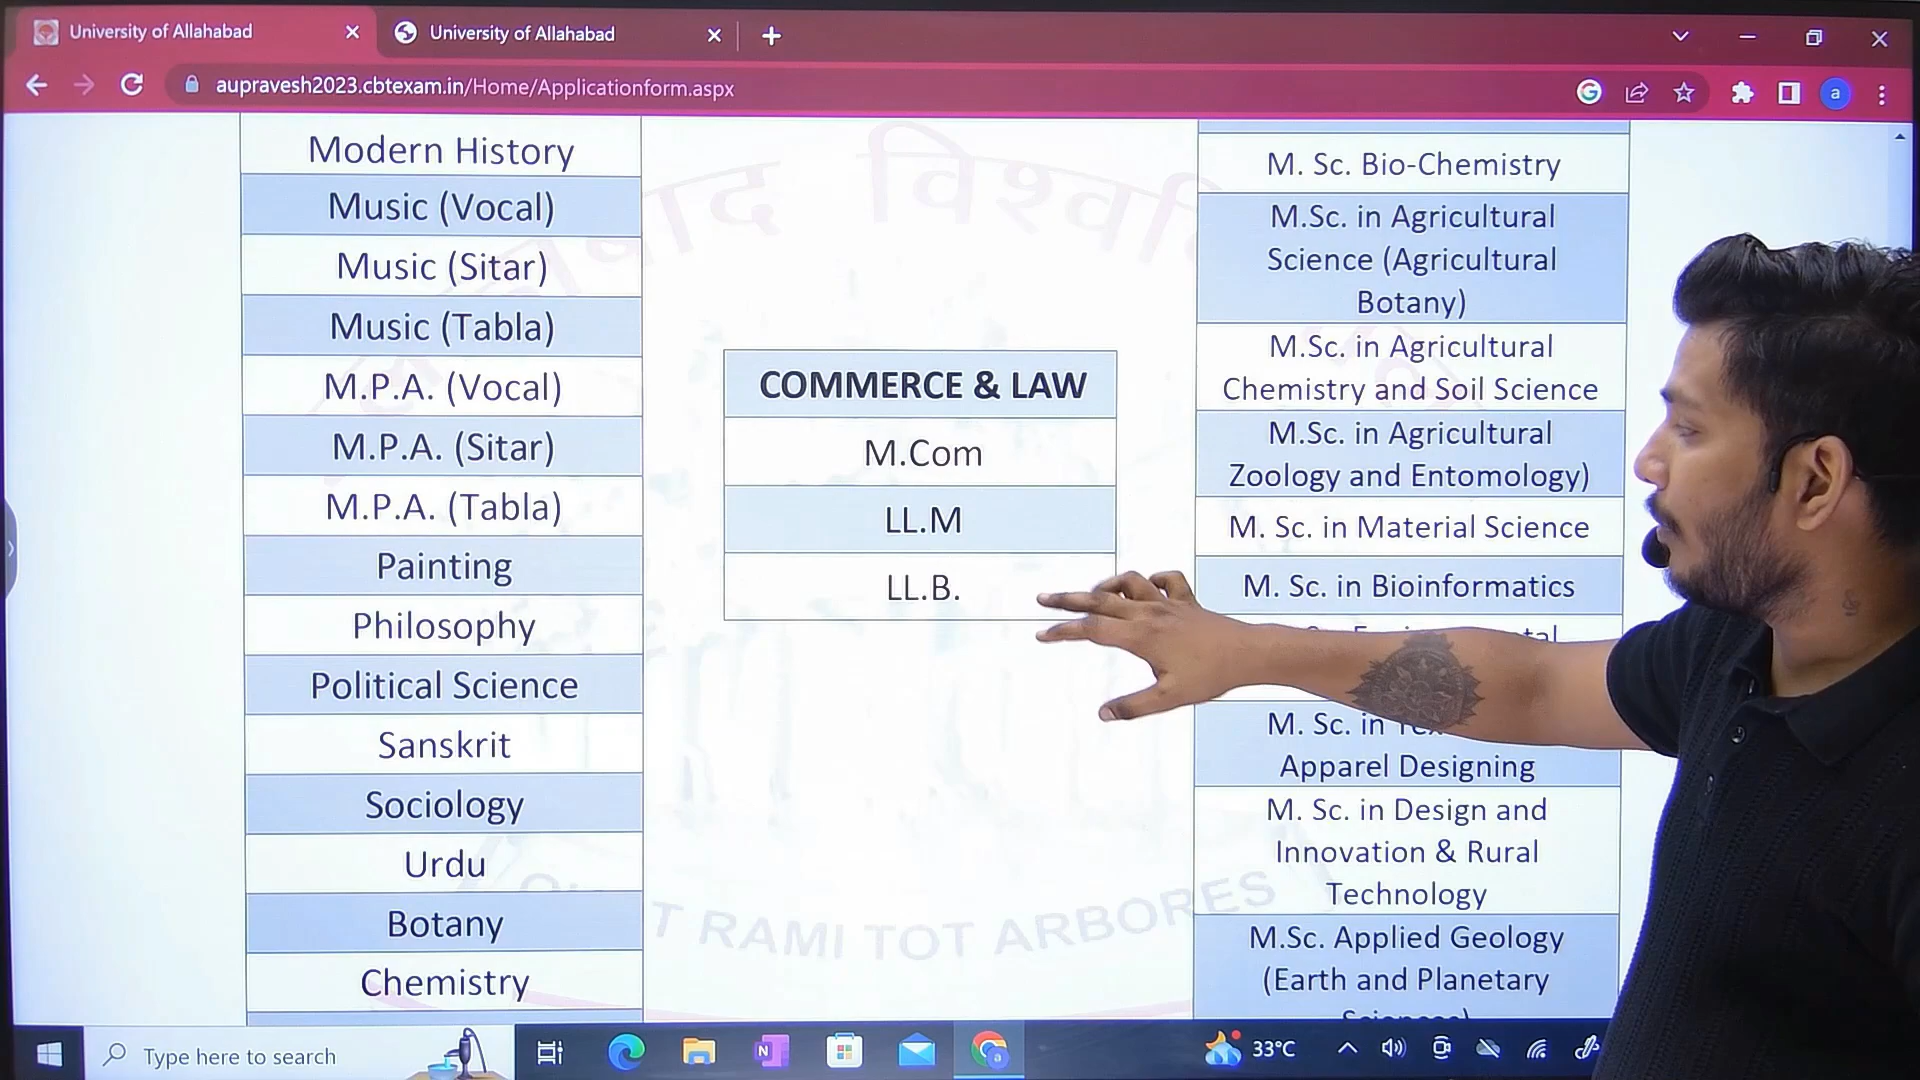 University of Allahabad
University of Allahabad
aupravesh2023.cbtexam.in/Home/Applicationform.aspx
a
Modern History
Music (Vocal)
Music (Sitar)
Music (Tabla)
M.P.A. (Vocal)
M.P.A. (Sitar)
M.P.A. (Tabla)
Painting
Philosophy
Political Science
Sanskrit
Sociology
Urdu
Botany
Chemistry
COMMERCE & LAW
M.Com
LL.M
LL.B.
M. Sc. Bio-Chemistry
M.Sc. in Agricultural
Science (Agricultural
Botany)
M.Sc. in Agricultural
Chemistry and Soil Science
M.Sc. in Agricultural
Zoology and Entomology)
M. Sc. in Material Science
M. Sc. in Bioinformatics
M. Sc. in
Apparel Designing
M. Sc. in Design and
Innovation & Rural
Technology
M.Sc. Applied Geology
(Earth and Planetary
Sciences)
RAMI TOT ARBORES
Type here to search
N
a
33°C